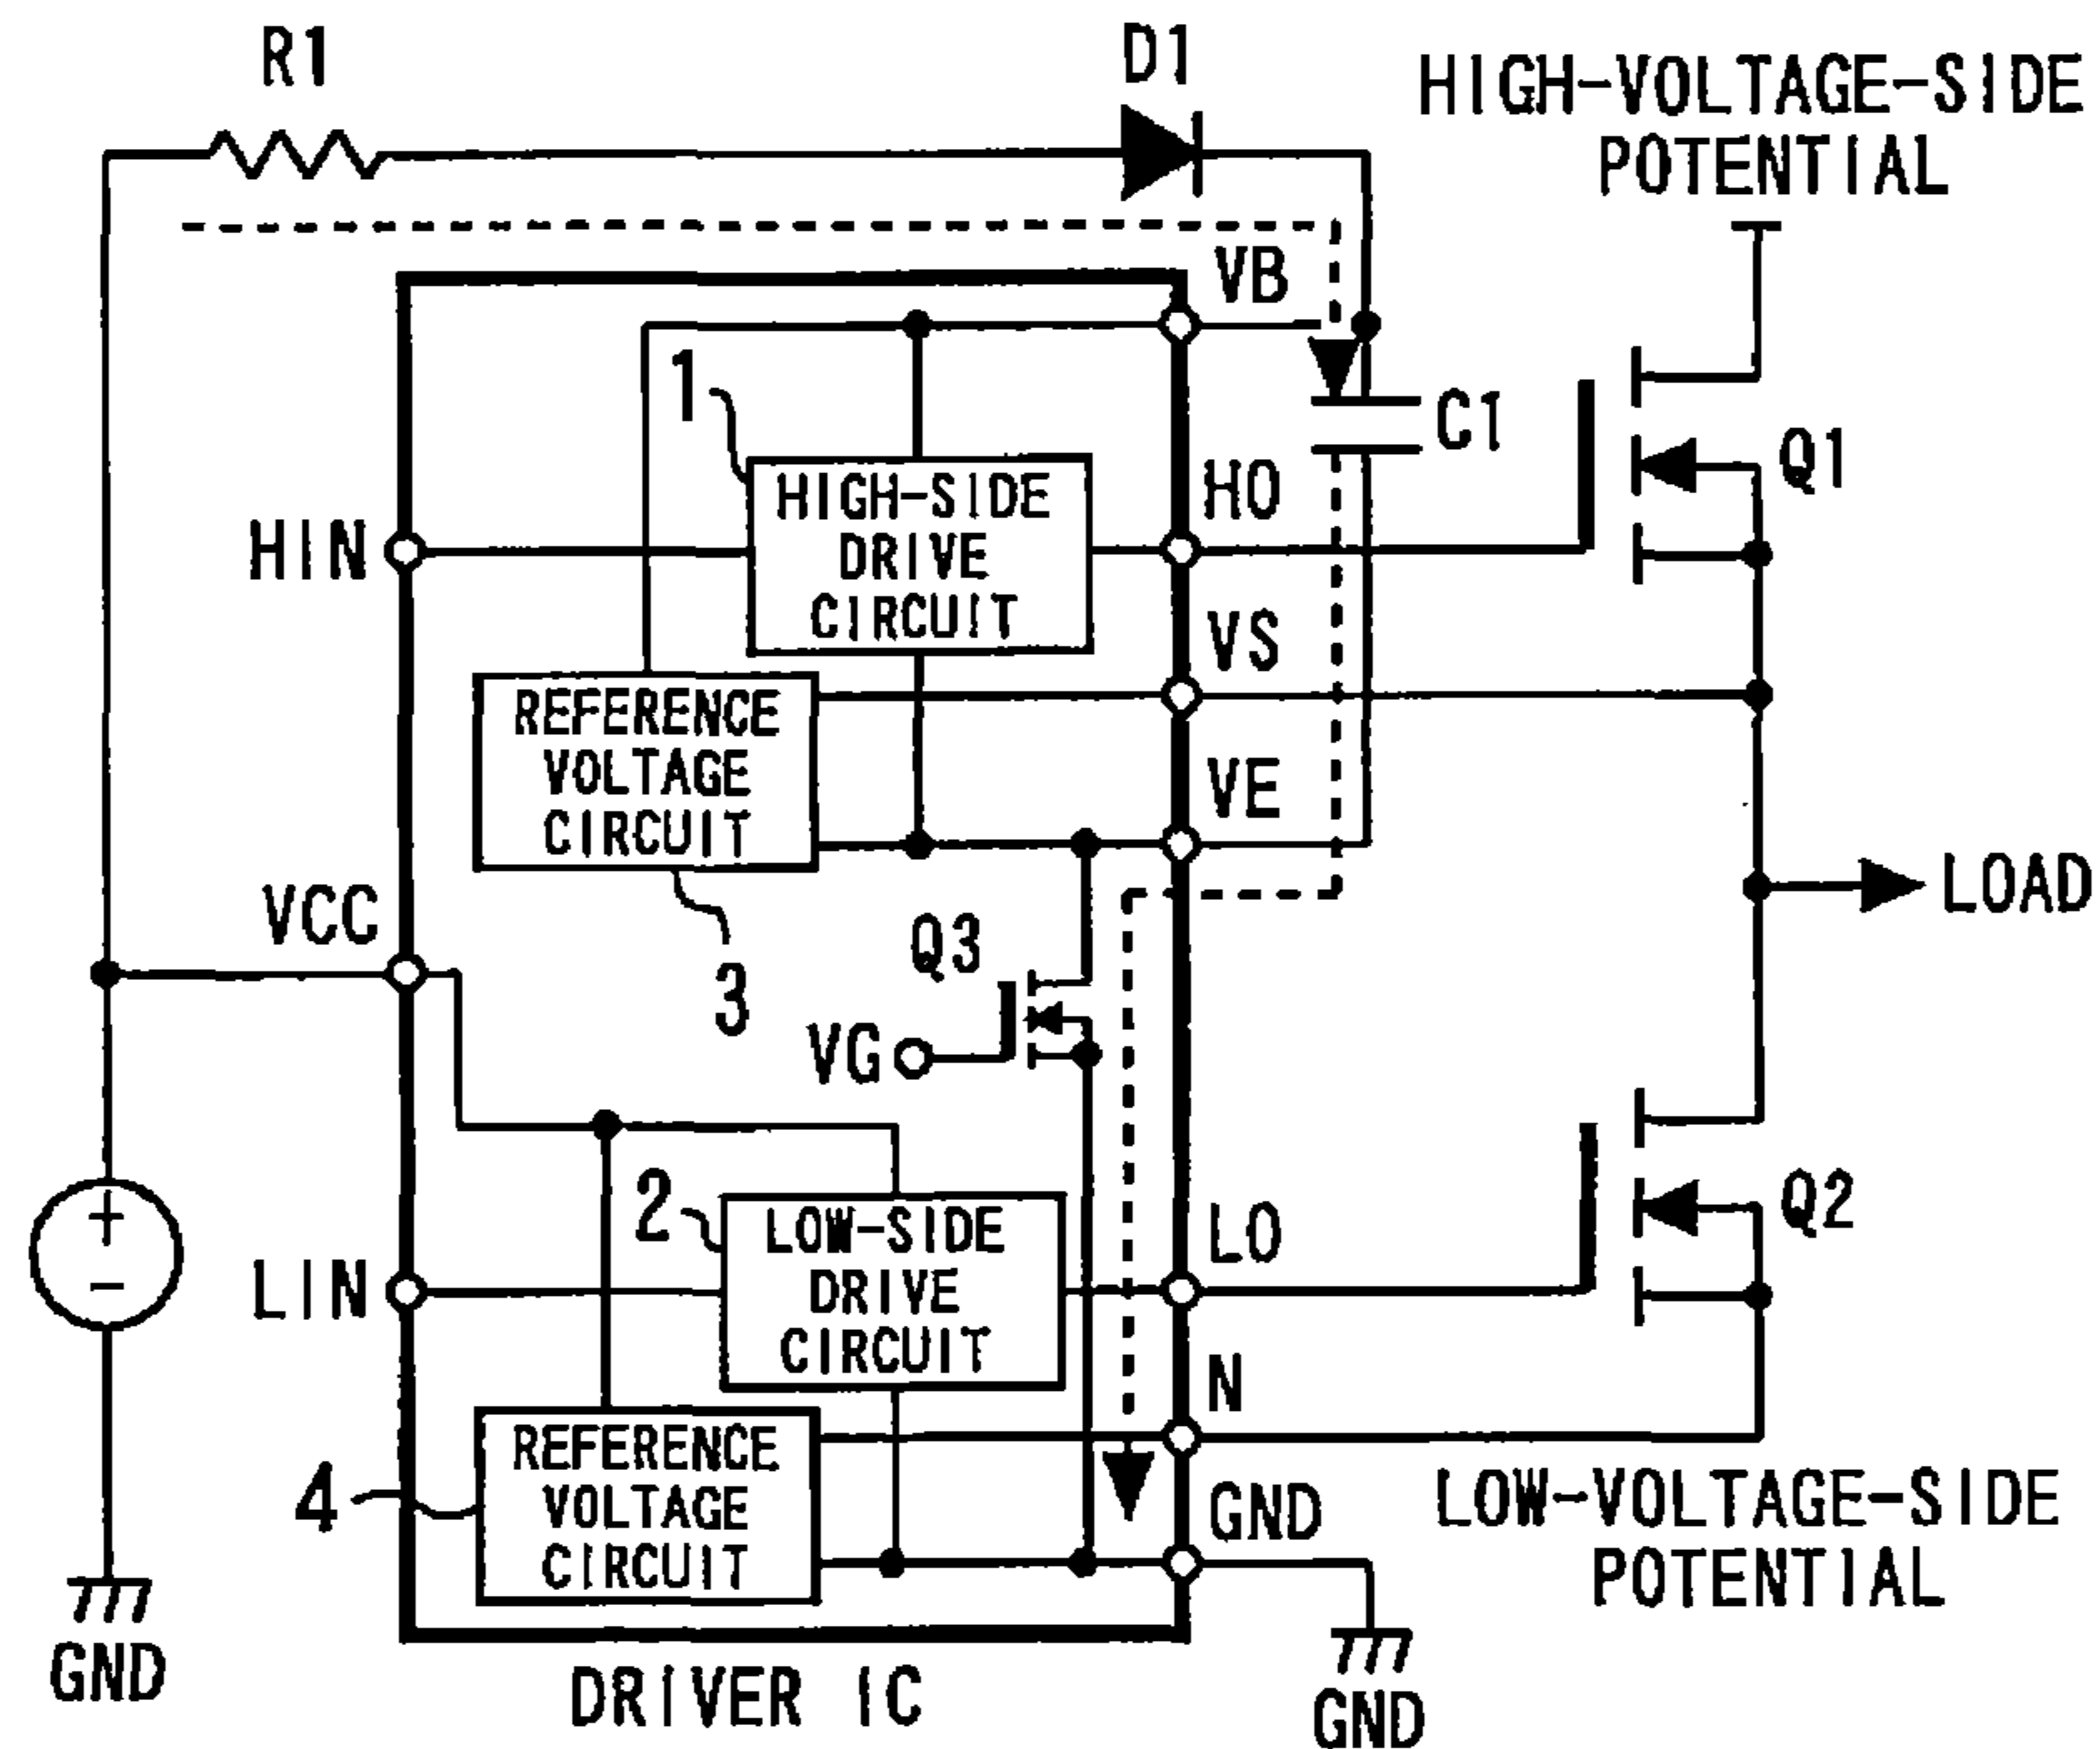 R1
D1
HIGH-VOLTAGE-SIDE
POTENTIAL
VB
1
C1
HIGH-SIDE
DRIVE
CIRCUIT
HO
Q1
HIN
VS
REFERENCE
VOLTAGE
CIRCUIT
VE
LOAD
VCC
3
Q3
VG
2
LOW-SIDE
DRIVE
CIRCUIT
LO
Q2
LIN
N
REFERENCE
VOLTAGE
CIRCUIT
4
GND
LOW-VOLTAGE-SIDE
POTENTIAL
+
-
GND
DRIVER IC
GND